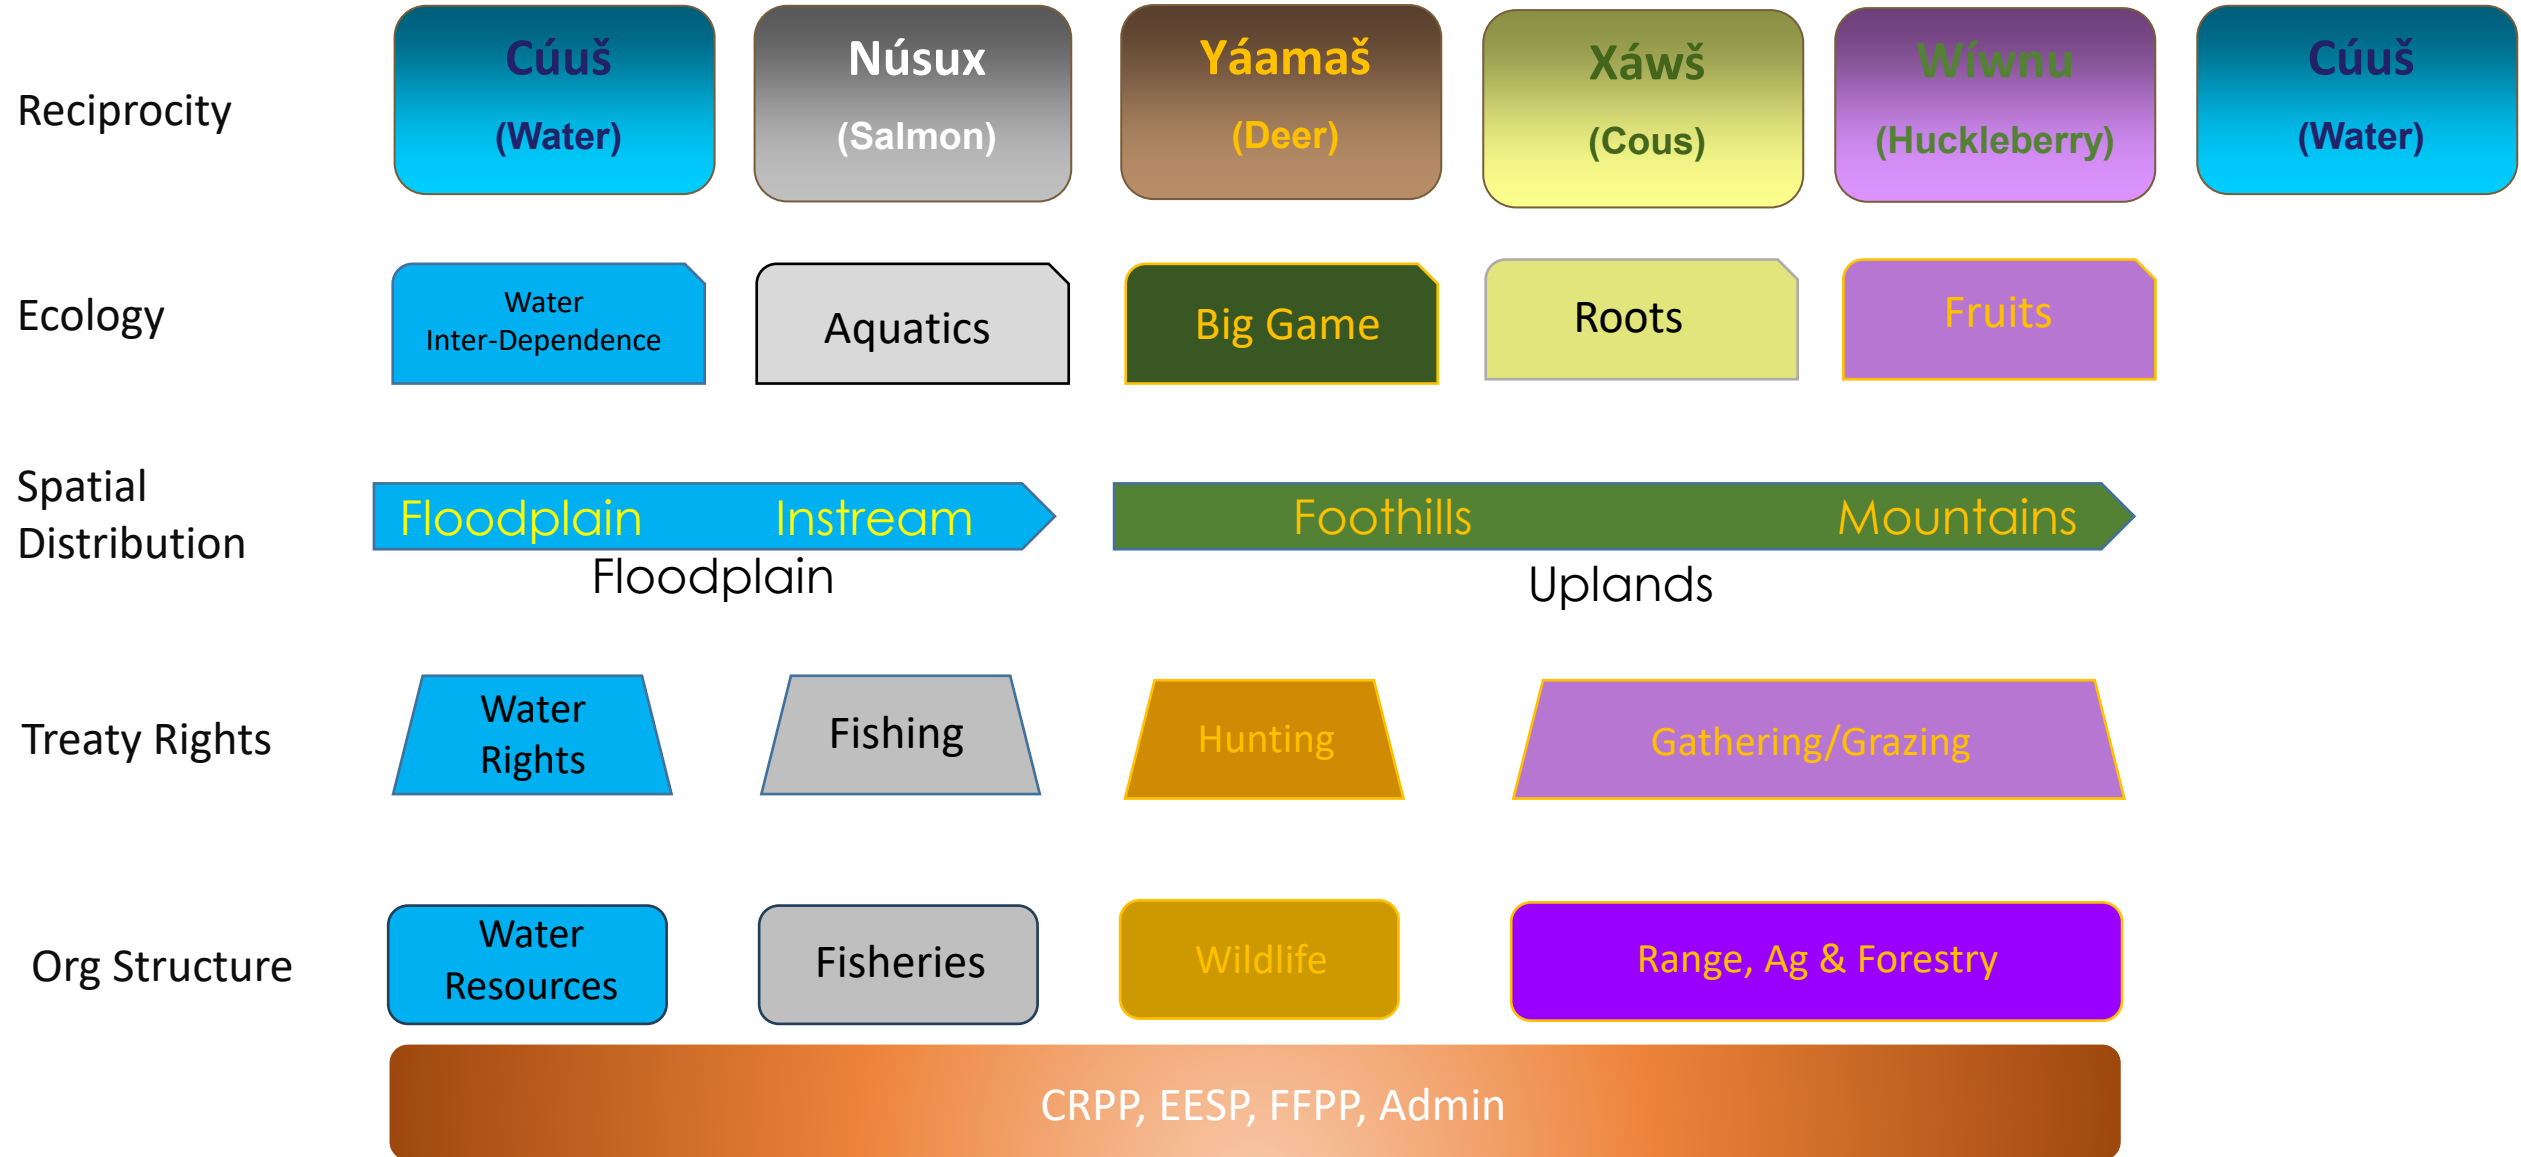 Reciprocity
Cúuš
(Water)
Núsux
(Salmon)
Yáamaš
(Deer)
Xáwš
(Cous)
Wíwnu
(Huckleberry)
Cúuš
(Water)
Ecology
Water
Inter-Dependence
Aquatics
Big Game
Roots
Fruits
Spatial
Distribution
Floodplain Instream
Floodplain
Foothills Mountains
Uplands
Treaty Rights
Water
Rights
Fishing
Hunting
Gathering/Grazing
Org Structure
Water
Resources
Fisheries
Wildlife
Range, Ag & Forestry
CRPP, EESP, FFPP, Admin